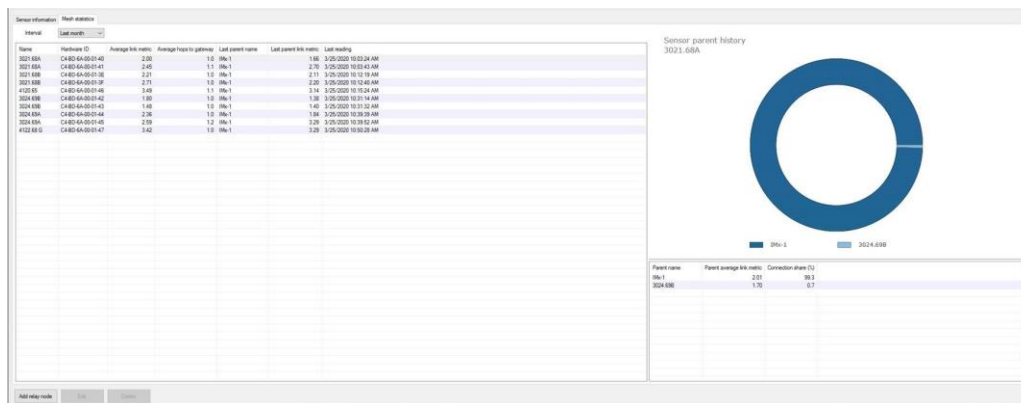 Sensor information Mesh statistics
Interval Last month
Name Hardware ID Average link metric Average hops to gateway Last parent name Last parent link metric Last reading
3021.68A C4-BD-6A-00-01-40 2.00 1.0 IMx-1 1.66 3/25/2020 10:03:24 AM
3021.68A C4-BD-6A-00-01-41 2.45 1.1 IMx-1 2.70 3/25/2020 10:03:43 AM
3021.68B C4-BD-6A-00-01-3E 2.21 1.0 IMx-1 2.11 3/25/2020 10:12:19 AM
3021.68B C4-BD-6A-00-01-3F 2.71 1.0 IMx-1 2.20 3/25/2020 10:12:40 AM
4120.65 C4-BD-6A-00-01-46 3.49 1.1 IMx-1 3.14 3/25/2020 10:15:24 AM
3024.69B C4-BD-6A-00-01-42 1.80 1.0 IMx-1 1.38 3/25/2020 10:31:14 AM
3024.69B C4-BD-6A-00-01-43 1.48 1.0 IMx-1 1.40 3/25/2020 10:31:32 AM
3024.69A C4-BD-6A-00-01-44 2.36 1.0 IMx-1 1.84 3/25/2020 10:39:39 AM
3024.69A C4-BD-6A-00-01-45 2.59 1.2 IMx-1 3.29 3/25/2020 10:39:52 AM
4122.68 G C4-BD-6A-00-01-47 3.42 1.0 IMx-1 3.29 3/25/2020 10:50:28 AM
Sensor parent history
3021.68A
IMx-1 3024.69B
Parent name Parent average link metric Connection share (%)
IMx-1 2.01 99.3
3024.69B 1.70 0.7
Add relay node Edit Delete